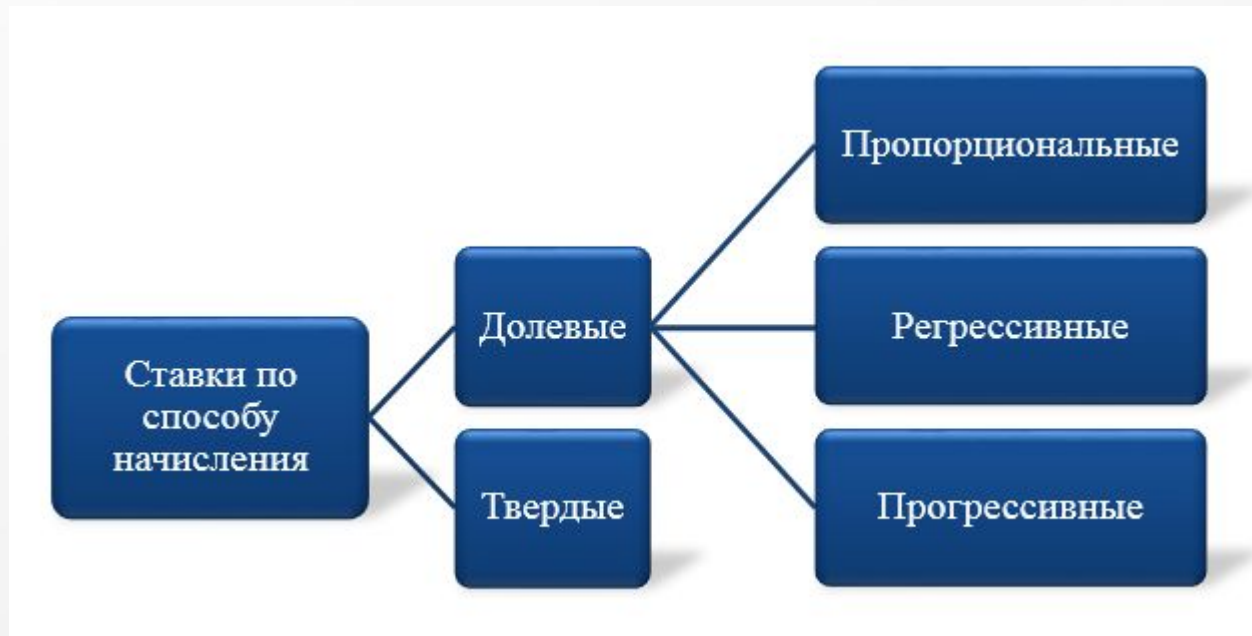 Ставки по
способу
начисления
Долевые
Твердые
Пропорциональные
Регрессивные
Прогрессивные